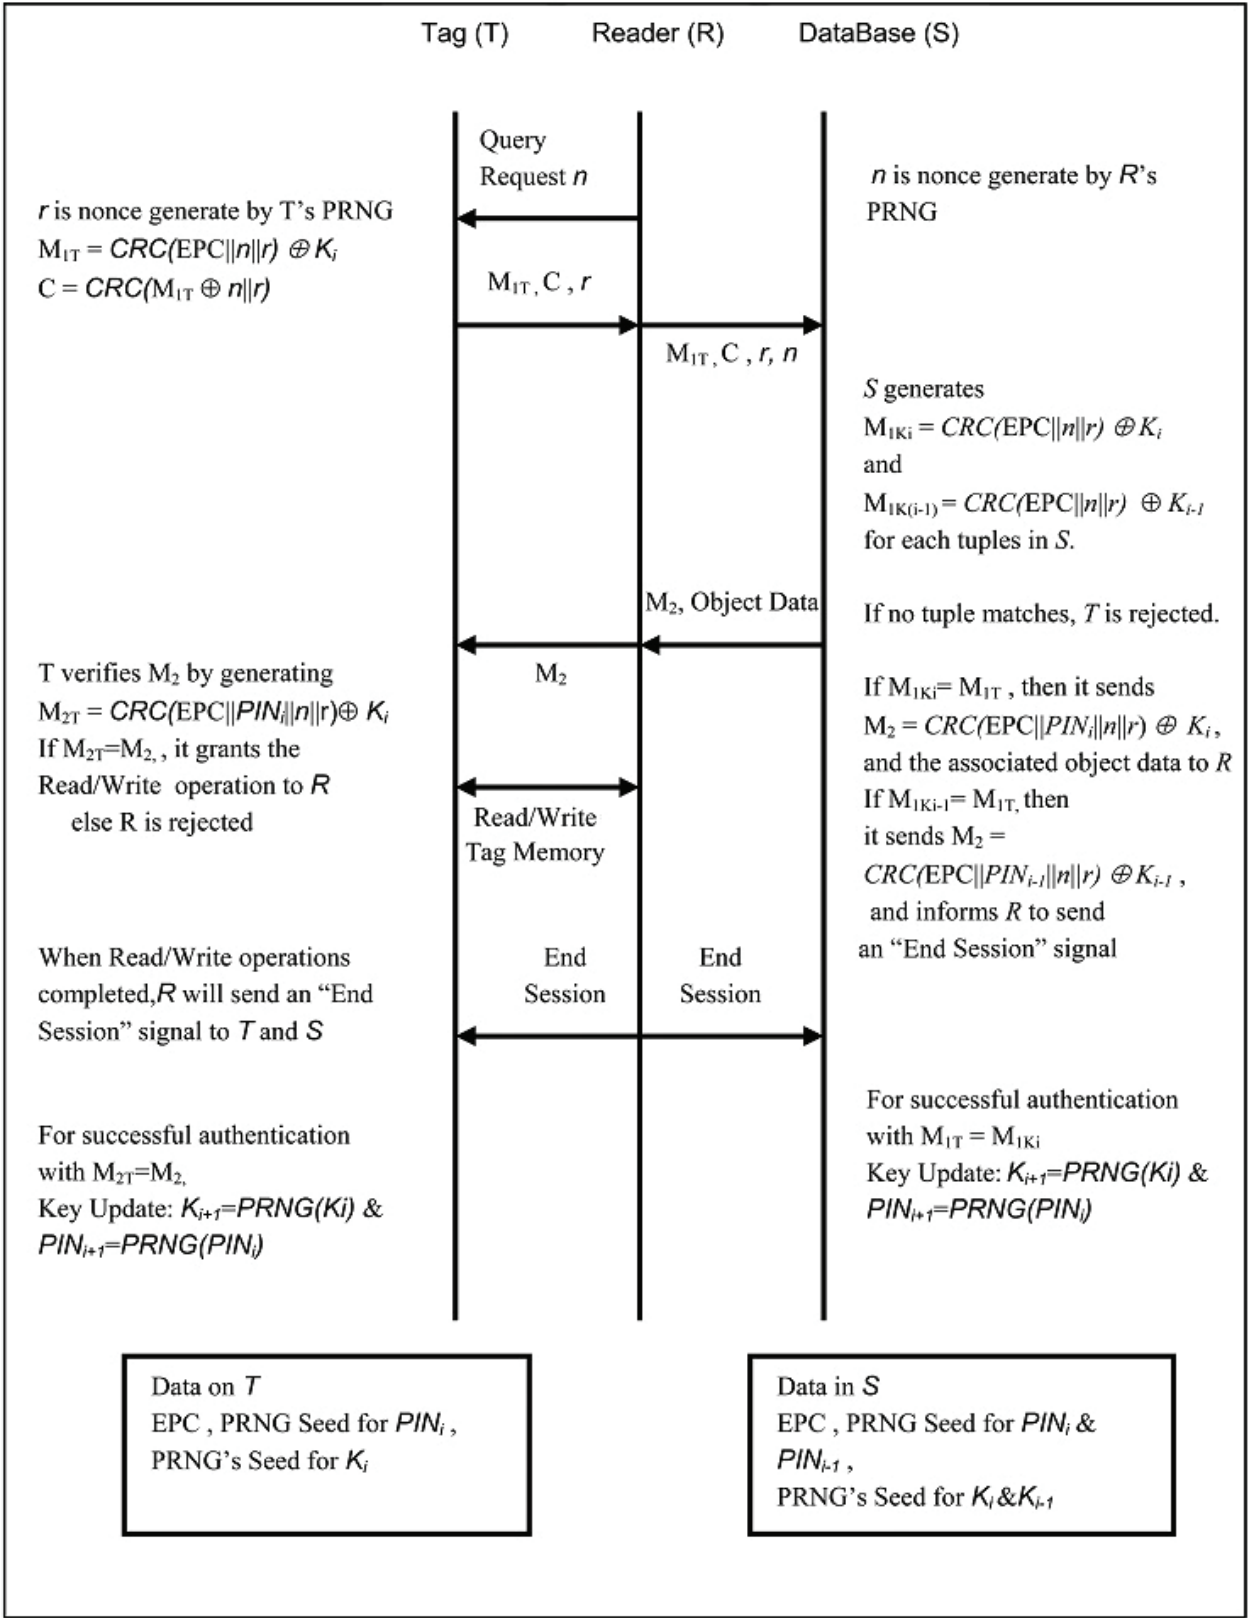 Tag (T) Reader (R) DataBase (S)
Query
Request n
n is nonce generate by R's
PRNG
r is nonce generate by T's PRNG
M1T = CRC(EPC||n||r) ⊕ Ki
C = CRC(M1T ⊕ n||r)
M1T, C , r
M1T, C , r, n
S generates
M1Ki = CRC(EPC||n||r) ⊕ Ki
and
M1K(i-1) = CRC(EPC||n||r) ⊕ Ki-1
for each tuples in S.
M2, Object Data
If no tuple matches, T is rejected.
M2
T verifies M2 by generating
M2T = CRC(EPC||PINi||n||r)⊕ Ki
If M2T=M2, , it grants the
Read/Write operation to R
else R is rejected
If M1Ki= M1T , then it sends
M2 = CRC(EPC||PINi||n||r) ⊕ Ki ,
and the associated object data to R
If M1Ki-1= M1T, then
it sends M2 =
CRC(EPC||PINi-1||n||r) ⊕Ki-1 ,
and informs R to send
an “End Session” signal
Read/Write
Tag Memory
When Read/Write operations
completed,R will send an “End
Session” signal to T and S
End
Session
End
Session
For successful authentication
with M2T=M2,
Key Update: Ki+1=PRNG(Ki) &
PINi+1=PRNG(PINi)
For successful authentication
with M1T = M1Ki
Key Update: Ki+1=PRNG(Ki) &
PINi+1=PRNG(PINi)
Data on T
EPC , PRNG Seed for PINi ,
PRNG's Seed for Ki
Data in S
EPC , PRNG Seed for PINi &
PINi-1 ,
PRNG's Seed for Ki &Ki-1